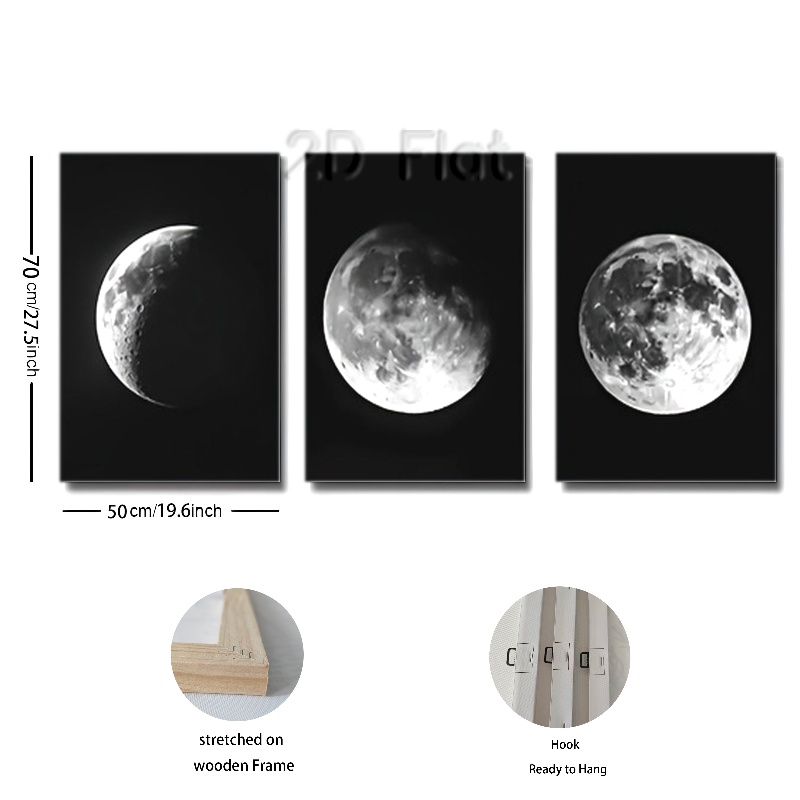 2D Flat
70 cm/27.5inch
50cm/19.6inch
stretched on
wooden Frame
Hook
Ready to Hang